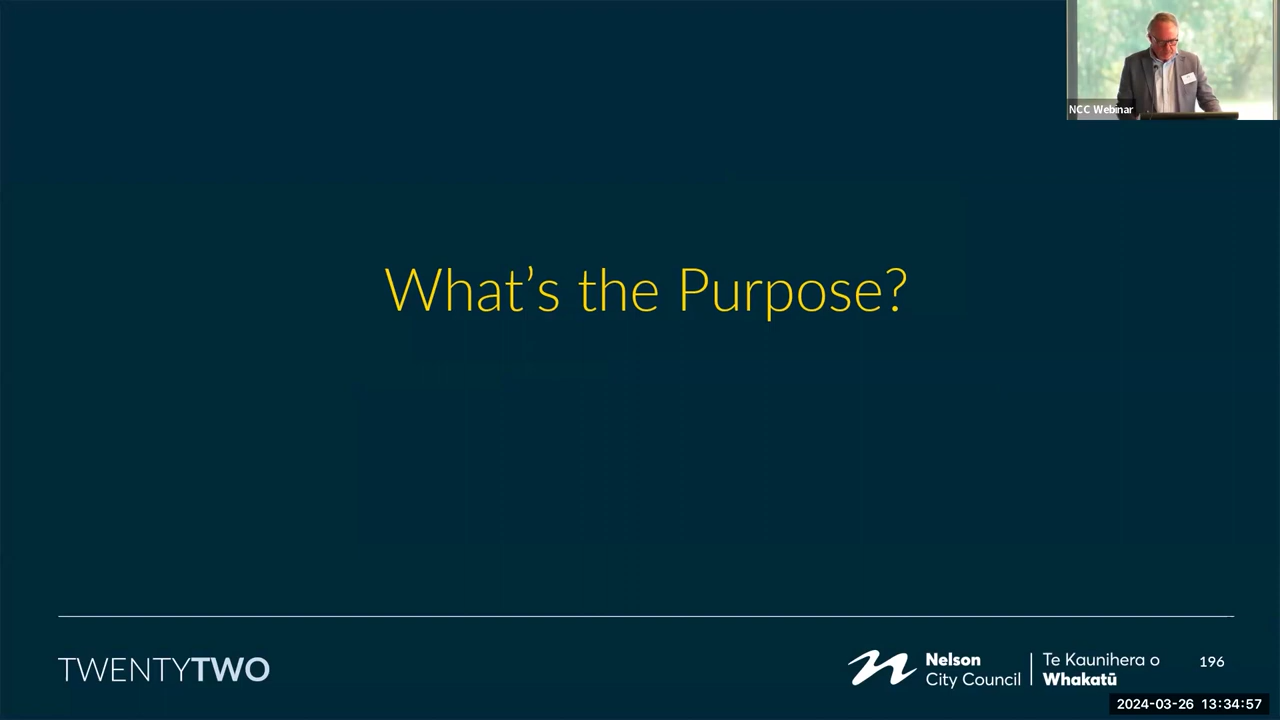 NCC Webinar
What’s the Purpose?
TWENTYTWO
Nelson
City Council
Te Kaunihera o
Whakatū
196
2024-03-26 13:34:57